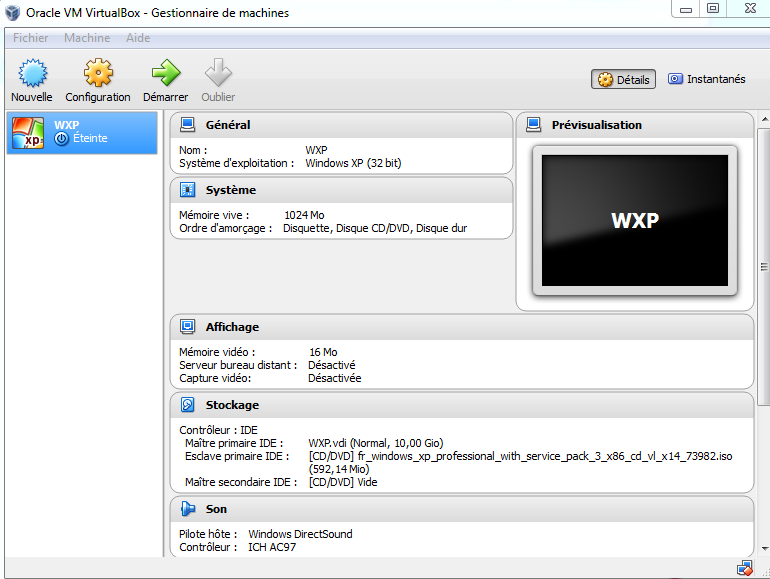 Oracle VM VirtualBox - Gestionnaire de machines
Fichier Machine Aide
Nouvelle Configuration Démarrer Oublier
Détails Instantanés
WXP
Éteinte
xp
Général
Nom : WXP
Système d'exploitation : Windows XP (32 bit)
Système
Mémoire vive : 1024 Mo
Ordre d'amorçage : Disquette, Disque CD/DVD, Disque dur
Prévisualisation
WXP
Affichage
Mémoire vidéo : 16 Mo
Serveur bureau distant : Désactivé
Capture vidéo: Désactivée
Stockage
Contrôleur : IDE
Maître primaire IDE : WXP.vdi (Normal, 10,00 Gio)
Esclave primaire IDE : [CD/DVD] fr_windows_xp_professional_with_service_pack_3_x86_cd_vl_x14_73982.iso
(592,14 Mio)
Maître secondaire IDE : [CD/DVD] Vide
Son
Pilote hôte : Windows DirectSound
Contrôleur : ICH AC97